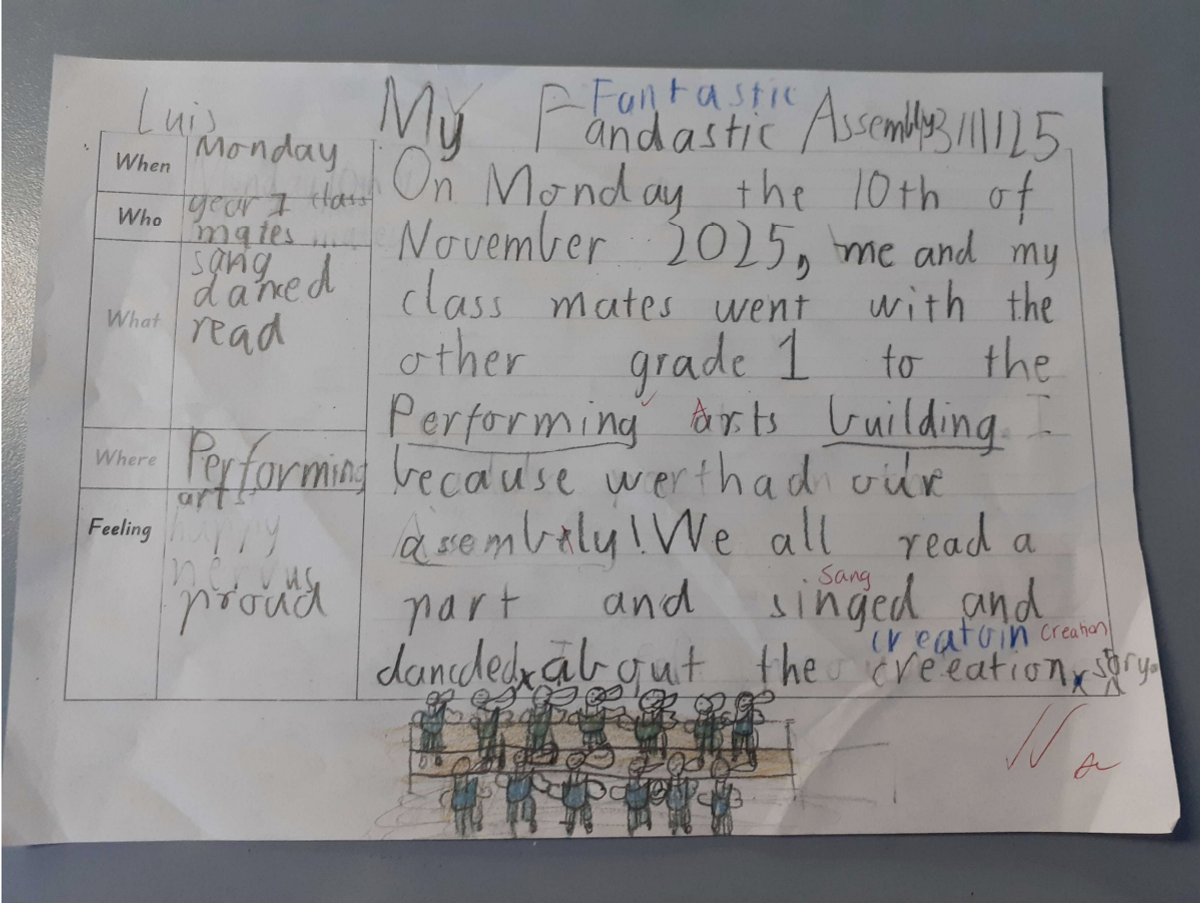 Luis
My Fandastic Assembly 13/11/25
Fantastic
When Monday
Who year 1 class
mates
What sang
danced
read
Where Performing
arts
Feeling happy
nervus
proud
On Monday the 10th of
November 2025, me and my
class mates went with the
other grade 1 to the
Performing Arts building
because we had our
assembly! We all read a
part and singed and
sang
dancded about the creeation story.
creatoin creation